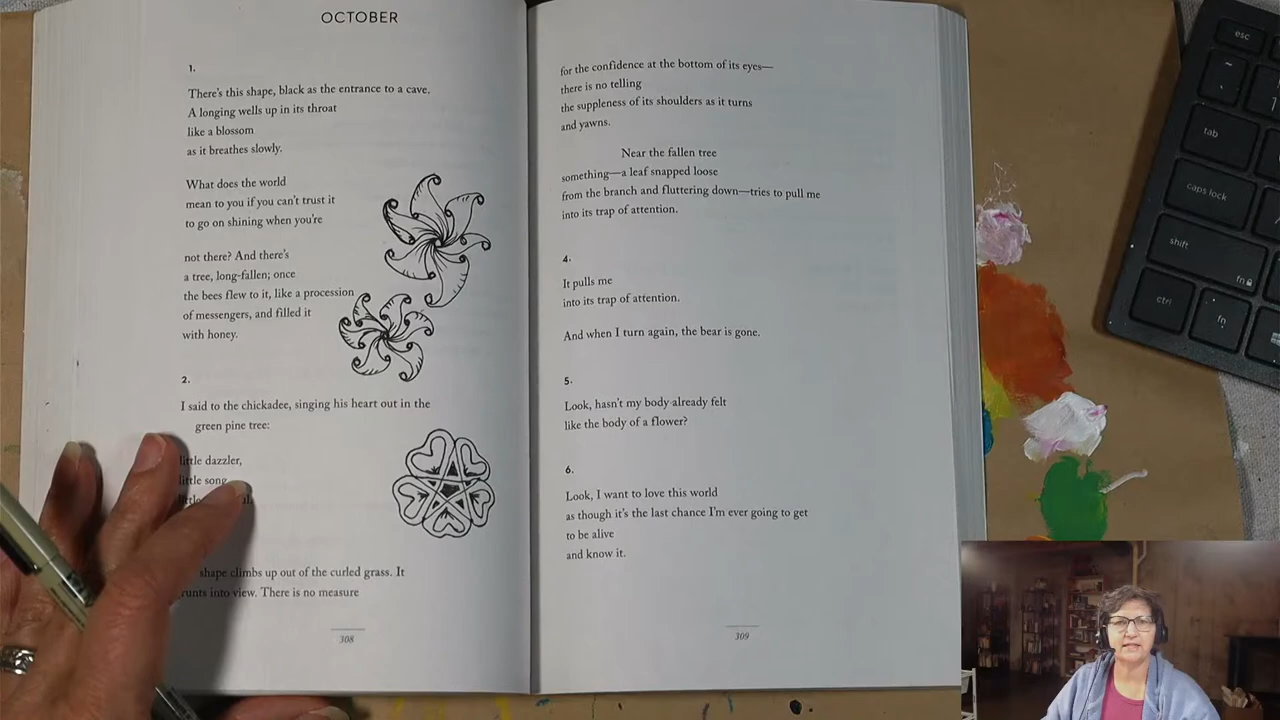 OCTOBER
1.
There's this shape, black as the entrance to a cave.
A longing wells up in its throat
like a blossom
as it breathes slowly.
What does the world
mean to you if you can't trust it
to go on shining when you're
not there? And there's
a tree, long-fallen; once
the bees flew to it, like a procession
of messengers, and filled it
with honey.
2.
I said to the chickadee, singing his heart out in the
green pine tree:
little dazzler,
little song,
shape climbs up out of the curled grass. It
into view. There is no measure
308
for the confidence at the bottom of its eyes—
there is no telling
the suppleness of its shoulders as it turns
and yawns.
Near the fallen tree
something—a leaf snapped loose
from the branch and fluttering down—tries to pull me
into its trap of attention.
4.
It pulls me
into its trap of attention.
And when I turn again, the bear is gone.
5.
Look, hasn't my body already felt
like the body of a flower?
6.
Look, I want to love this world
as though it's the last chance I'm ever going to get
to be alive
and know it.
309
esc
tab
caps lock
shift
fn
ctrl
fn